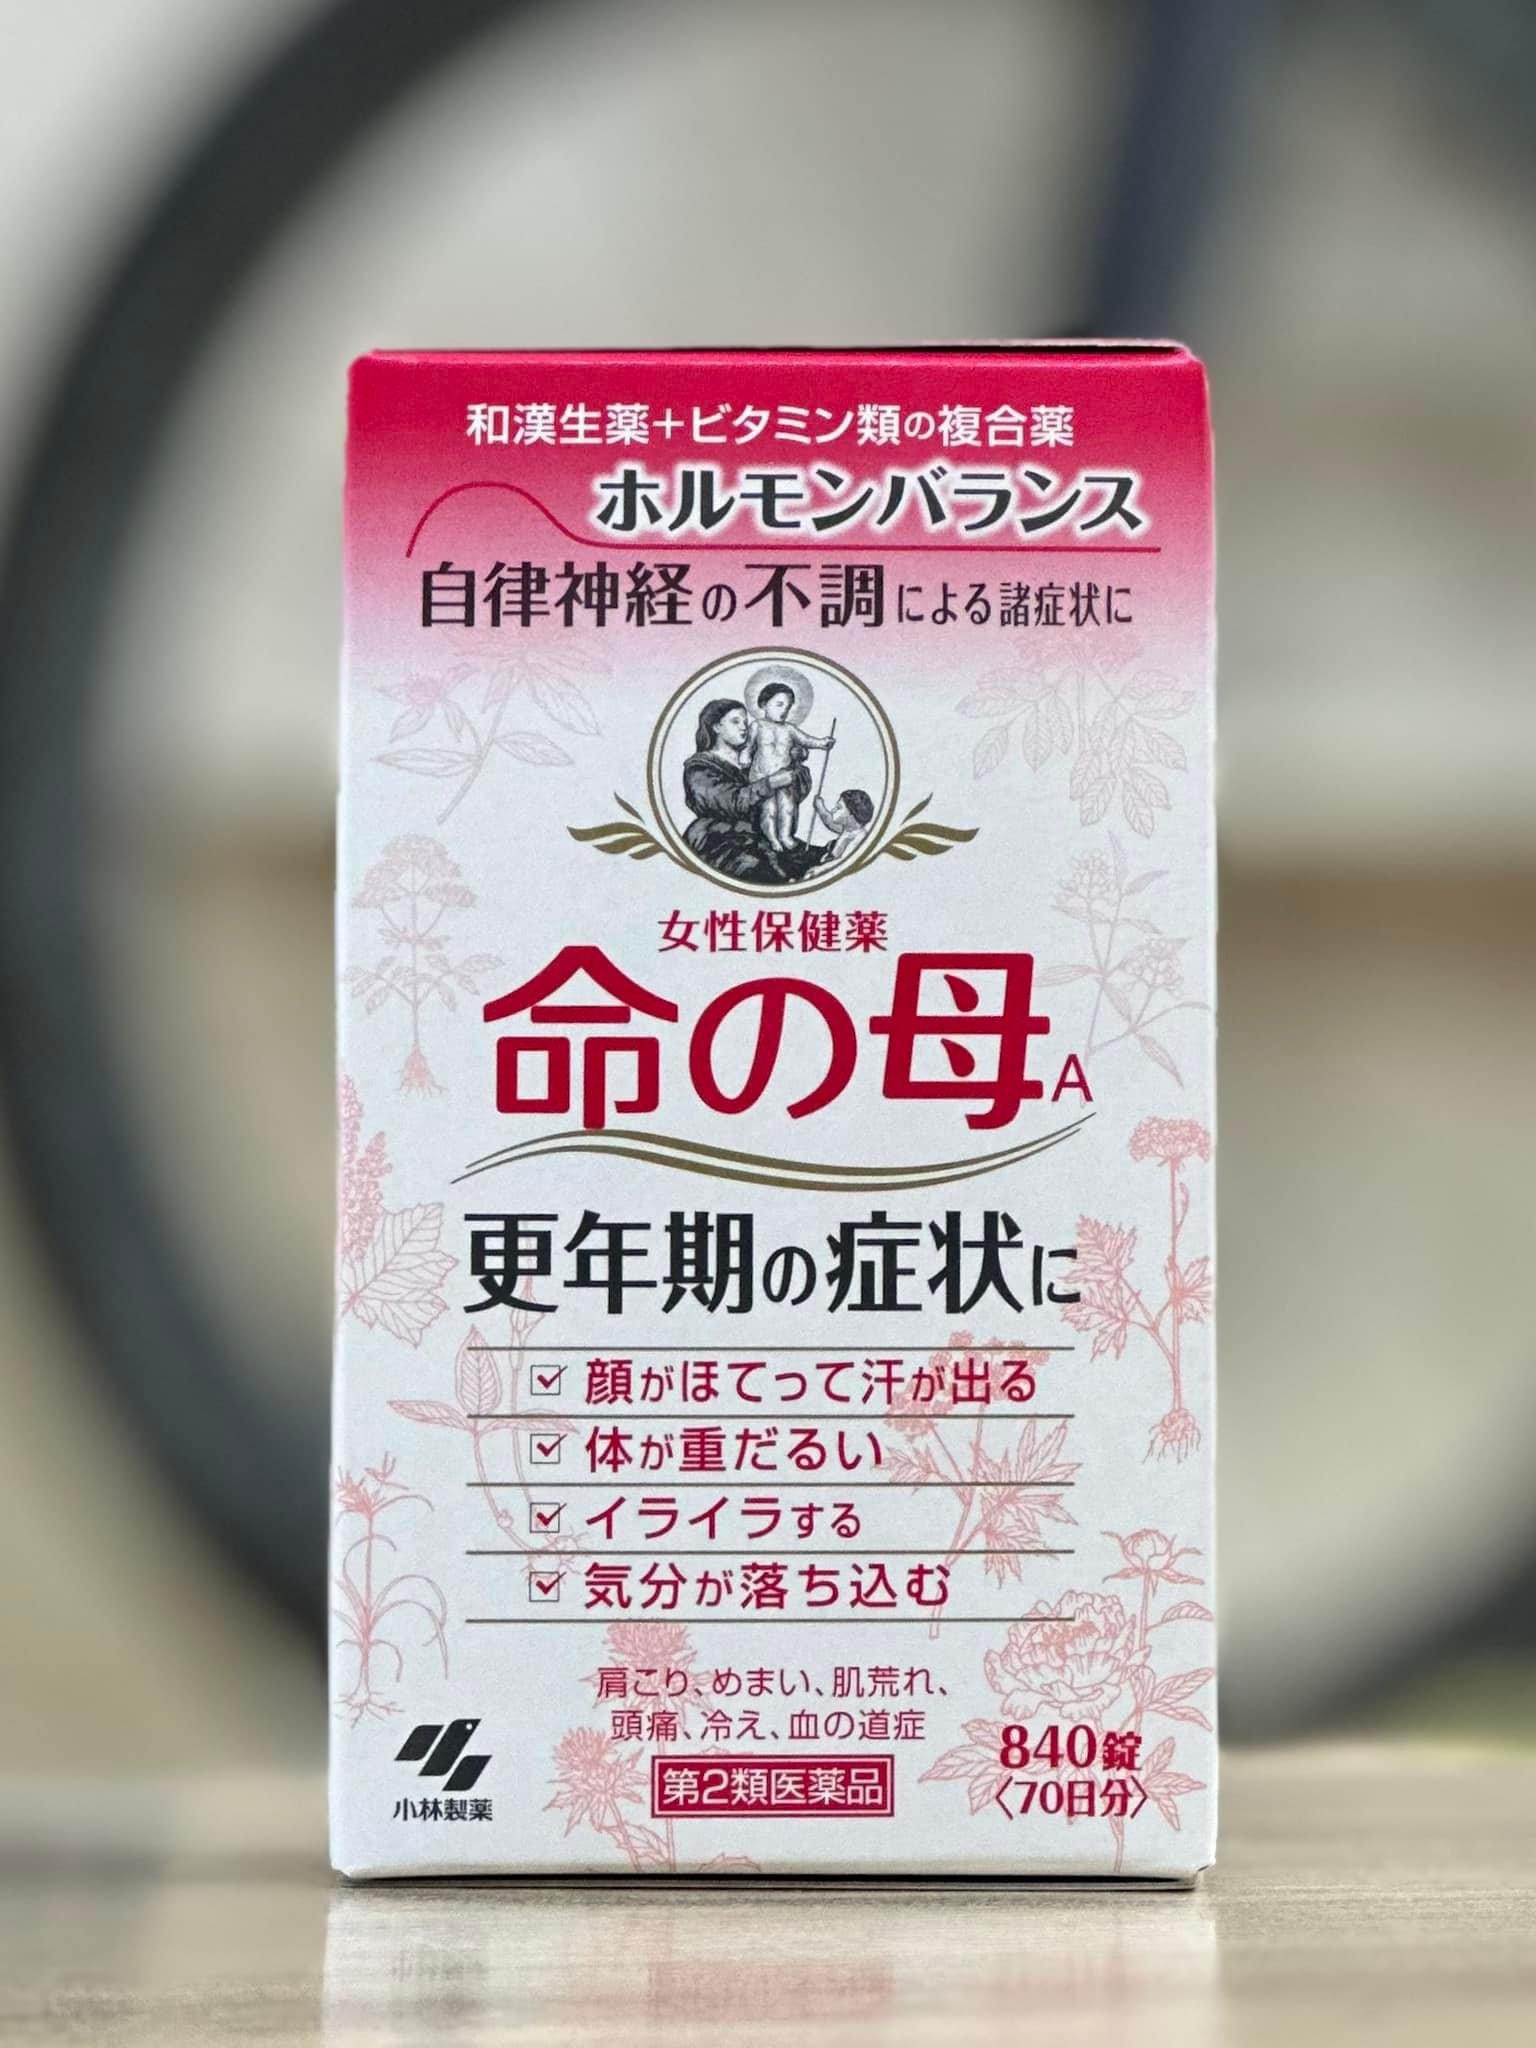 和漢生薬+ビタミン類の複合薬
ホルモンバランス
自律神経の不調による諸症状に
女性保健薬
命の母A
更年期の症状に
顔がほてって汗が出る
体が重だるい
イライラする
気分が落ち込む
肩こり、めまい、肌荒れ、
頭痛、冷え、血の道症
第2類医薬品
小林製薬
840錠
〈70日分〉